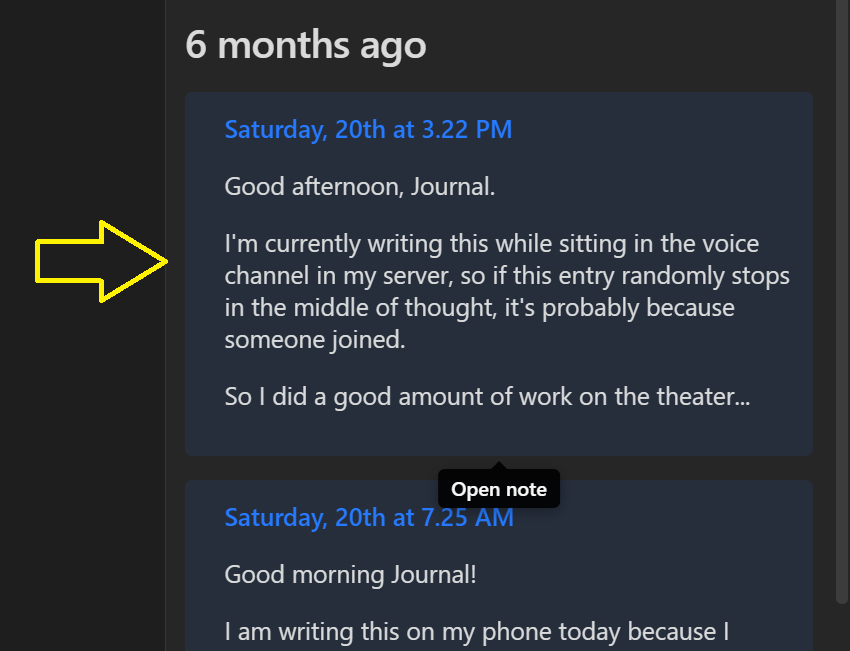 6 months ago
Saturday, 20th at 3.22 PM
Good afternoon, Journal.
I'm currently writing this while sitting in the voice
channel in my server, so if this entry randomly stops
in the middle of thought, it's probably because
someone joined.
So I did a good amount of work on the theater...
Open note
Saturday, 20th at 7.25 AM
Good morning Journal!
I am writing this on my phone today because I